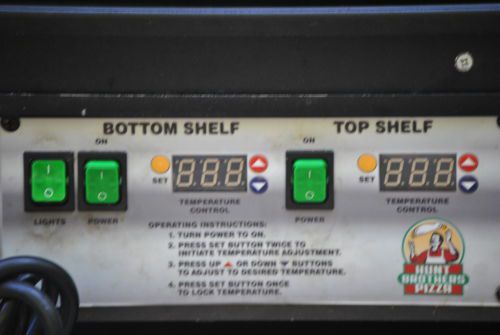 BOTTOM SHELF
TOP SHELF
ON
ON
SET
SET
LIGHTS
POWER
TEMPERATURE
CONTROL
POWER
TEMPERATURE
CONTROL
OPERATING INSTRUCTIONS:
1. TURN POWER TO ON.
2. PRESS SET BUTTON TWICE TO
INITIATE TEMPERATURE ADJUSTMENT.
3. PRESS UP ▲ OR DOWN ▼ BUTTONS
TO ADJUST TO DESIRED TEMPERATURE.
4. PRESS SET BUTTON ONCE
TO LOCK TEMPERATURE.
HUNT
BROTHERS
PIZZA